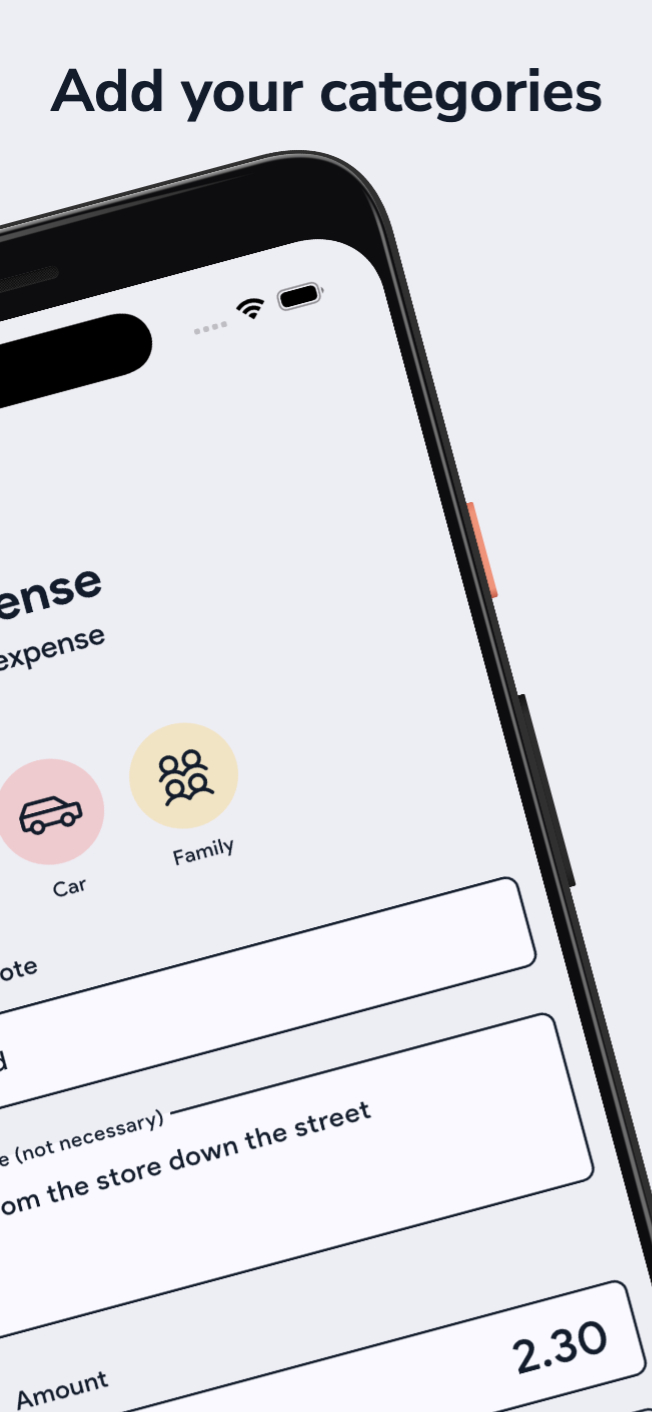 Add your categories
ense
expense
Car
Family
ote
d
e (not necessary)
om the store down the street
Amount
2.30